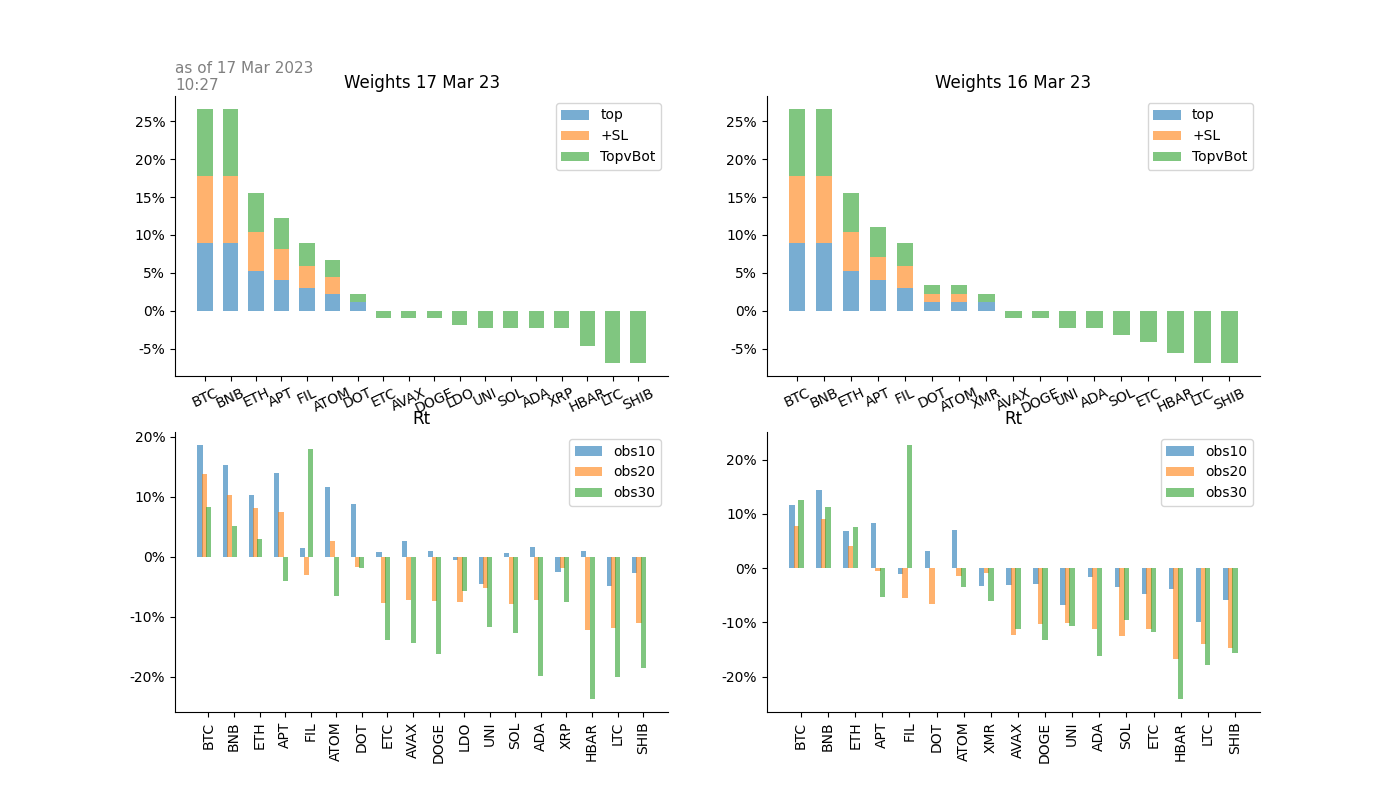 as of 17 Mar 2023
10:27
Weights 17 Mar 23
25%
20%
15%
10%
5%
0%
-5%
top
+SL
TopvBot
BTC BNB ETH APT FIL ATOM DOT ETC AVAX DOGE LDO UNI SOL ADA XRP HBAR LTC SHIB
Weights 16 Mar 23
25%
20%
15%
10%
5%
0%
-5%
top
+SL
TopvBot
BTC BNB ETH APT FIL DOT ATOM XMR AVAX DOGE UNI ADA SOL ETC HBAR LTC SHIB
Rt
20%
10%
0%
-10%
-20%
obs10
obs20
obs30
BTC BNB ETH APT FIL ATOM DOT ETC AVAX DOGE LDO UNI SOL ADA XRP HBAR LTC SHIB
Rt
20%
10%
0%
-10%
-20%
obs10
obs20
obs30
BTC BNB ETH APT FIL DOT ATOM XMR AVAX DOGE UNI ADA SOL ETC HBAR LTC SHIB